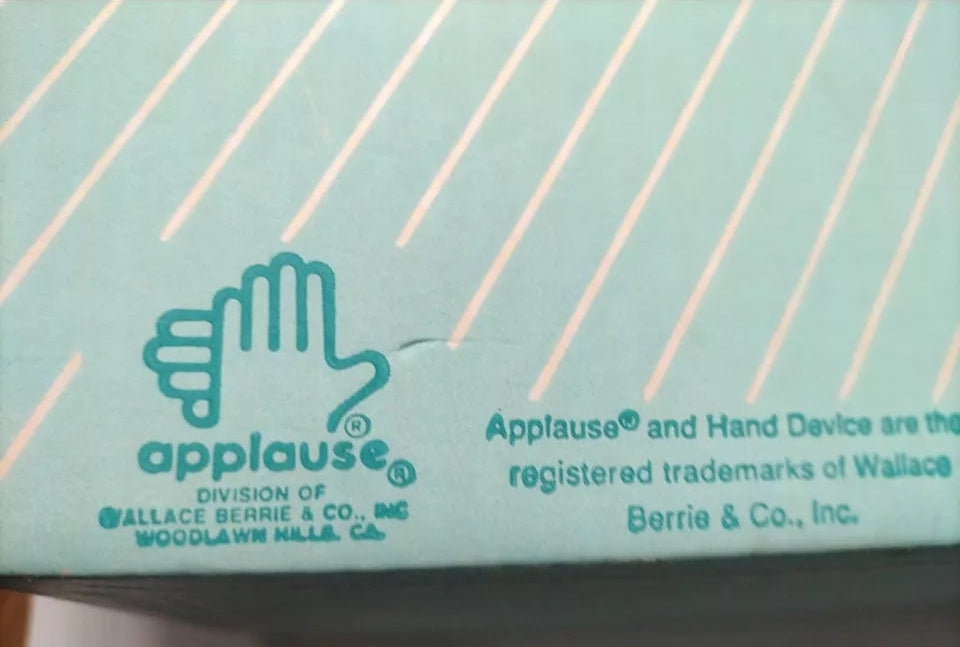 ®
applause®
DIVISION OF
WALLACE BERRIE & CO., INC
WOODLAWN HILLS, CA.
Applause® and Hand Device are the
registered trademarks of Wallace
Berrie & Co., Inc.